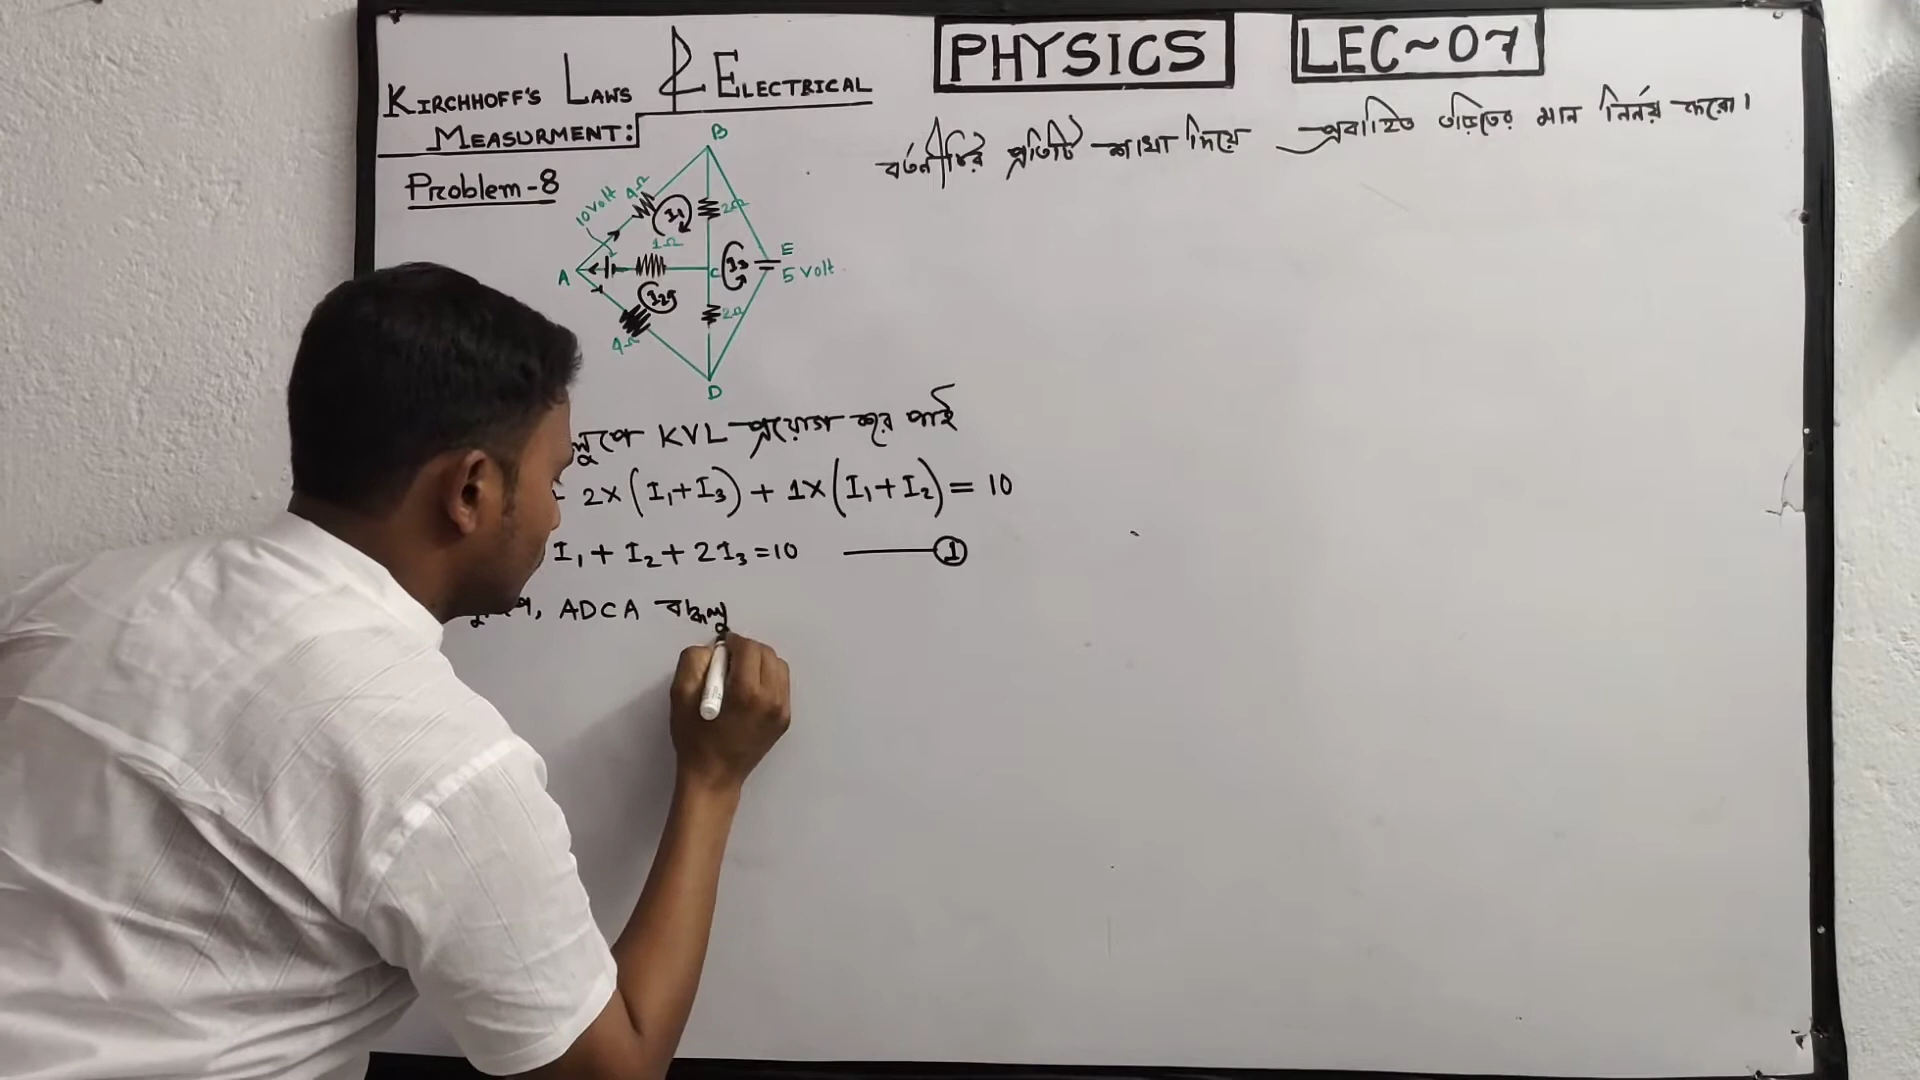 KIRCHHOFF'S LAWS & ELECTRICAL
MEASURMENT:
PHYSICS
LEC~07
বর্তনীটির প্রতিটি শাখা দিয়ে প্রবাহিত তড়িতের মান নির্নয় করো।
Problem-8
B
10 Volt
4Ω
I₁
2Ω
1Ω
A
C
I₃
E
5 Volt
I₂
4Ω
2Ω
D
লুপে KVL প্রয়োগ করে পাই
2×(I₁+I₃) + 1×(I₁+I₂) = 10
I₁ + I₂ + 2I₃ = 10 ①
ADCA বদ্ধলু